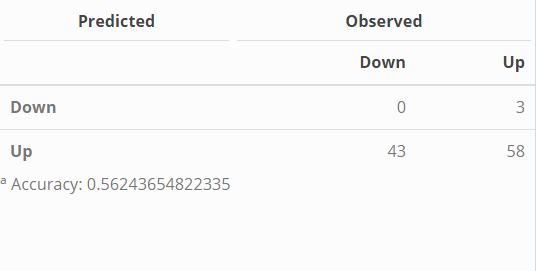 Predicted Observed
Down Up
Down 0 3
Up 43 58
a Accuracy: 0.56243654822335